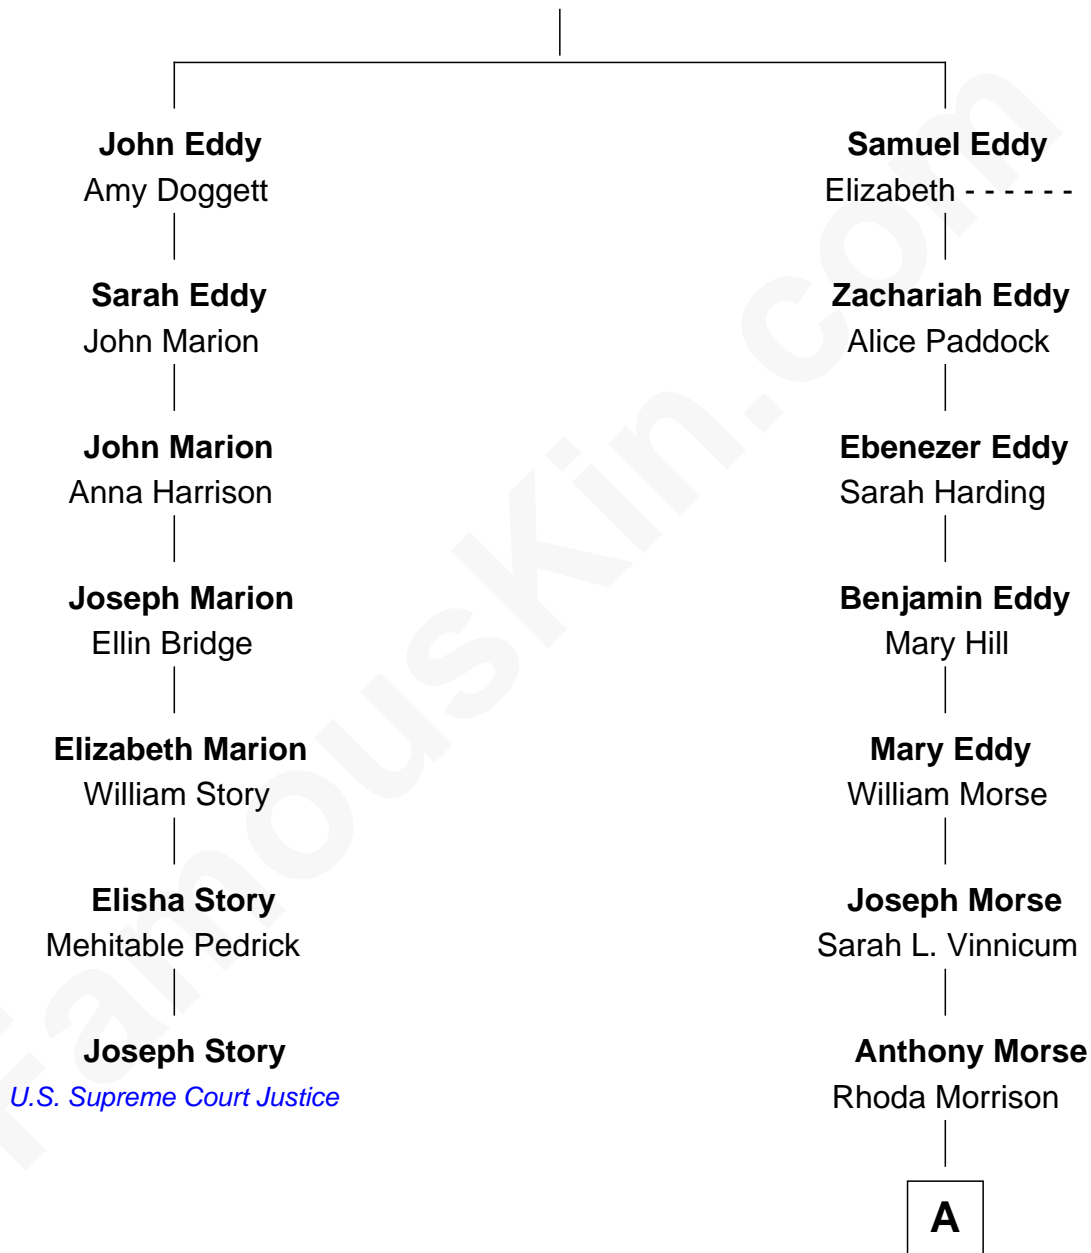 John Eddy
Amy Doggett
Sarah Eddy
John Marion
John Marion
Anna Harrison
Joseph Marion
Ellin Bridge
Elizabeth Marion
William Story
Elisha Story
Mehitable Pedrick
Joseph Story
U.S. Supreme Court Justice
Samuel Eddy
Elizabeth - - - - - -
Zachariah Eddy
Alice Paddock
Ebenezer Eddy
Sarah Harding
Benjamin Eddy
Mary Hill
Mary Eddy
William Morse
Joseph Morse
Sarah L. Vinnicum
Anthony Morse
Rhoda Morrison
A
FamousKin.com